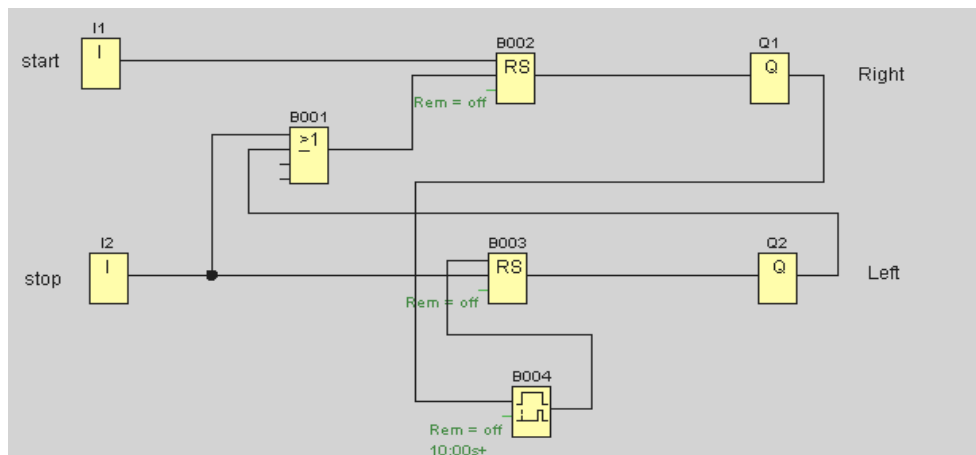 I1
start
I
B002
RS
Rem = off
Q1
Q
Right
B001
>1
I2
stop
I
B003
RS
Rem = off
Q2
Q
Left
B004
Rem = off
10:00s+